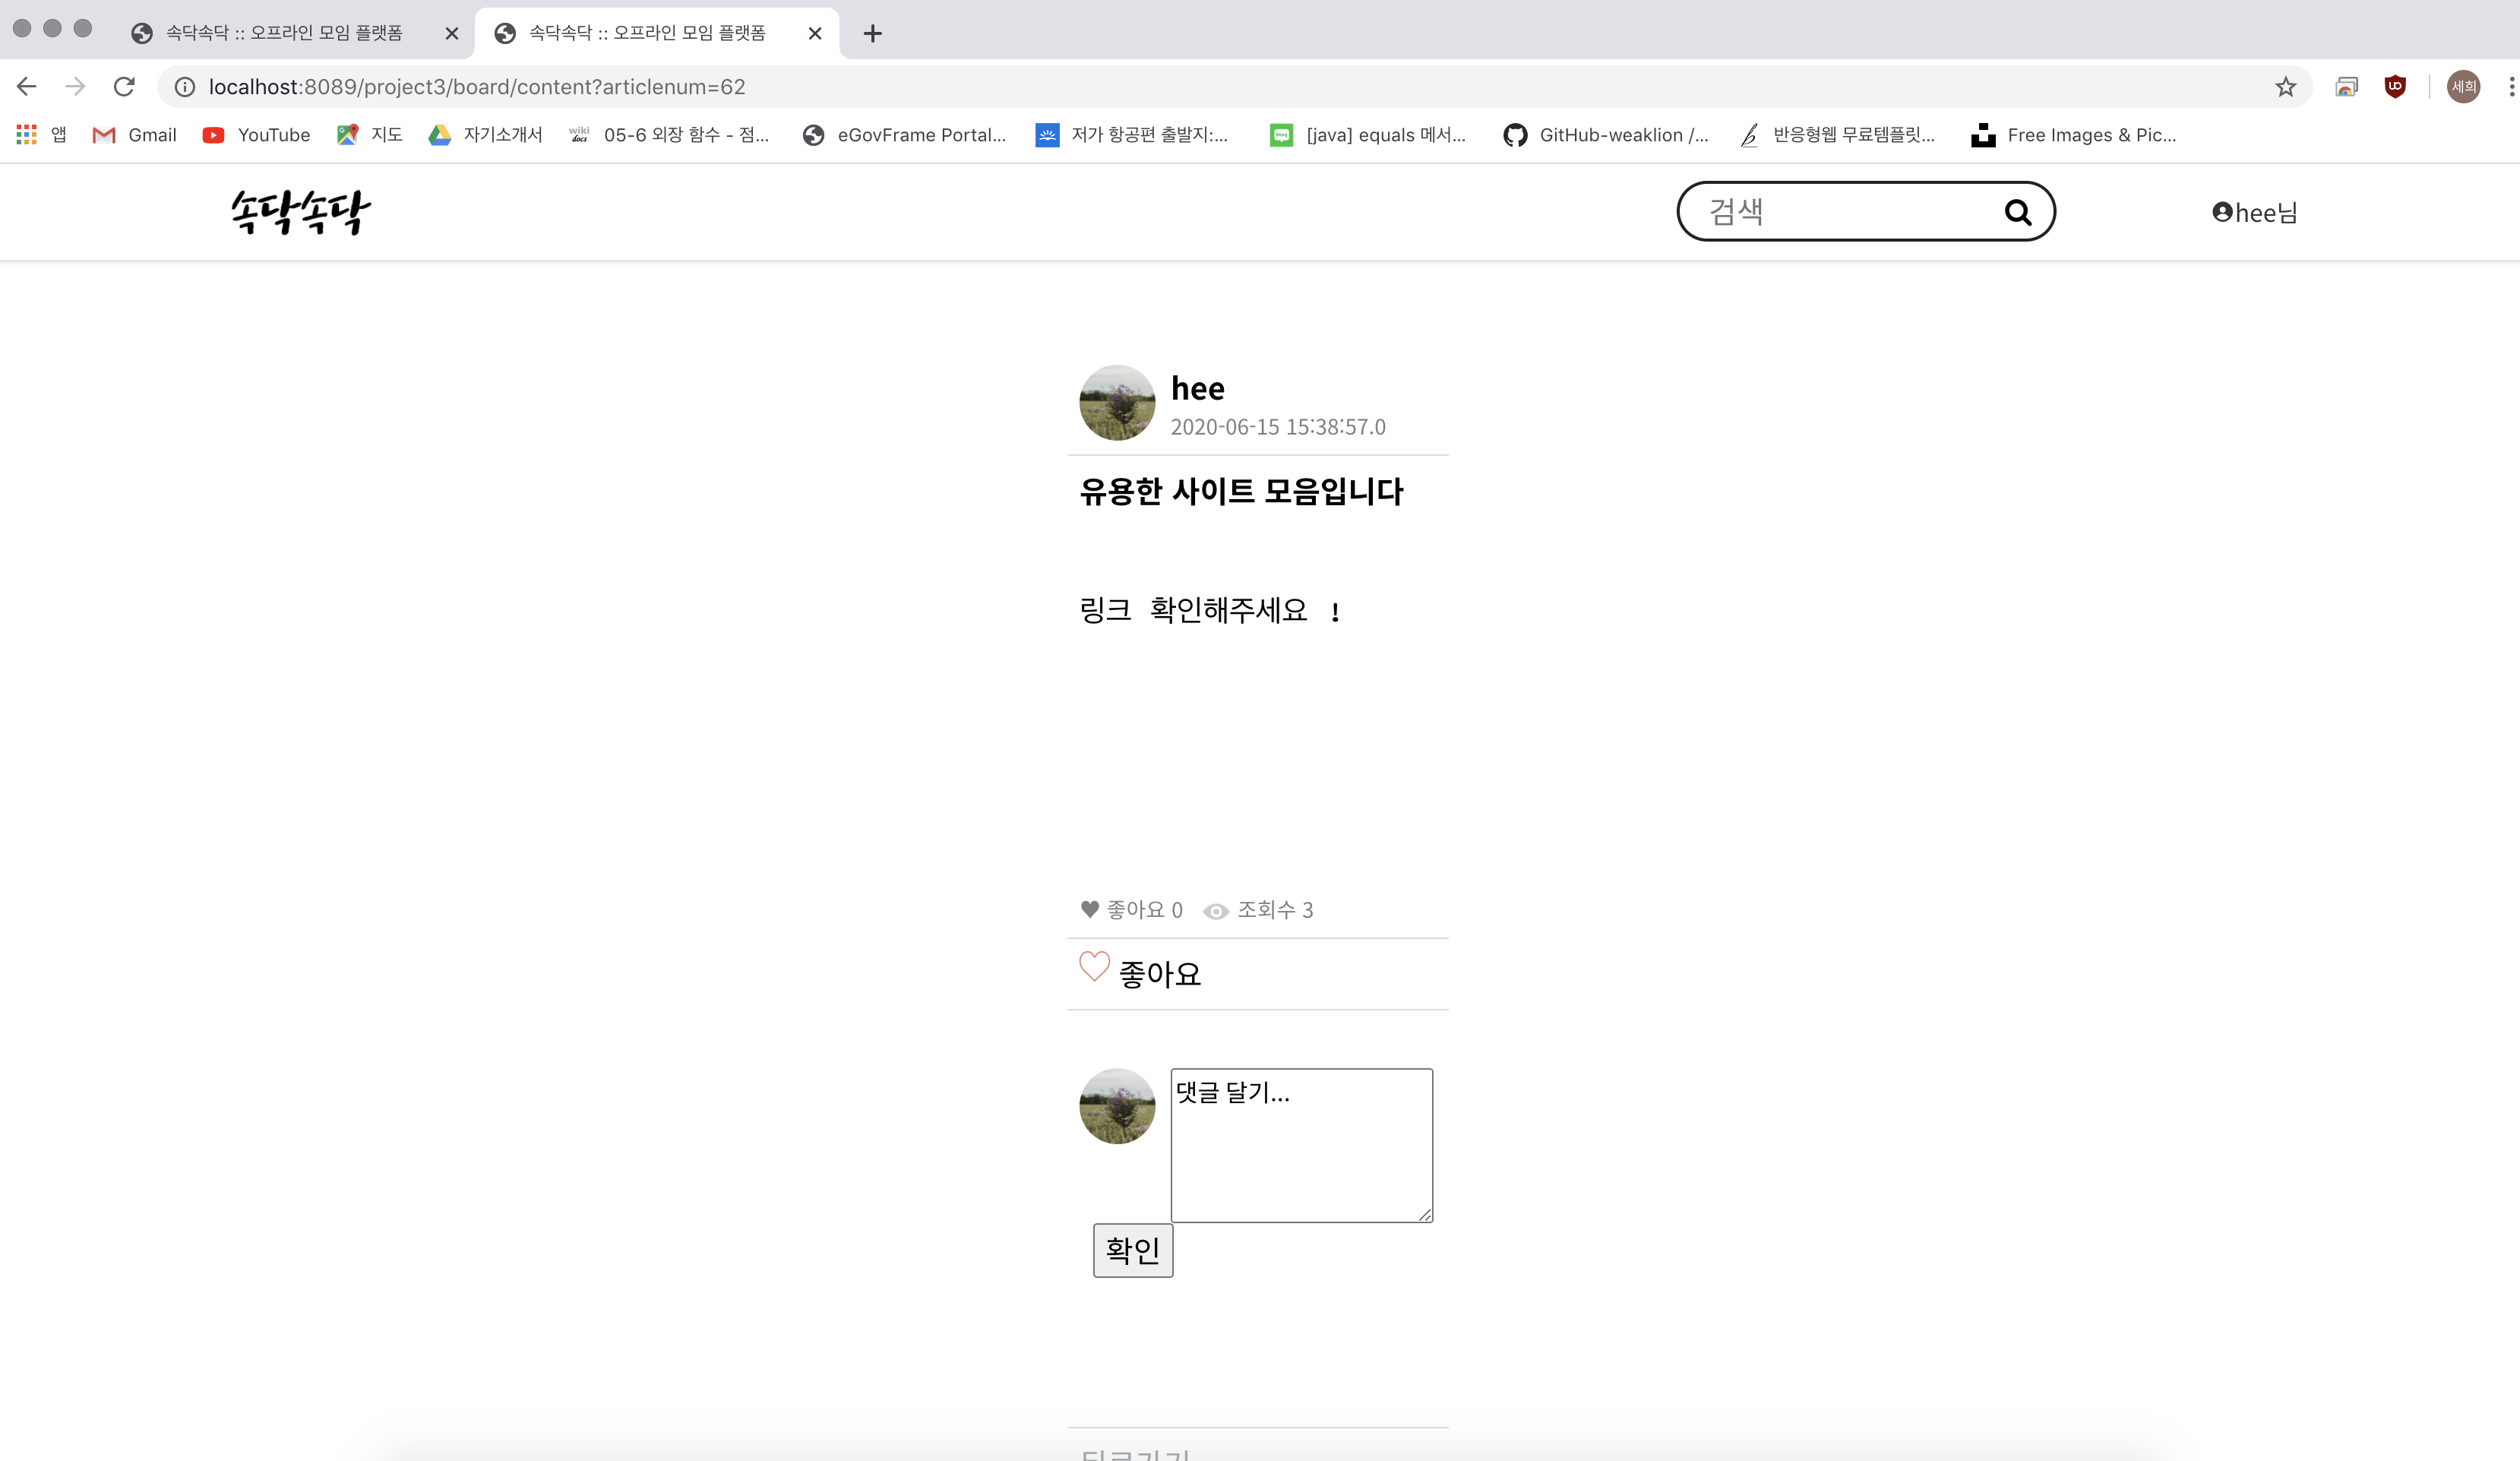 속닥속닥 :: 오프라인 모임 플랫폼
속닥속닥 :: 오프라인 모임 플랫폼
localhost:8089/project3/board/content?articlenum=62
세희
앱
Gmail
YouTube
지도
자기소개서
wiki docs 05-6 외장 함수 - 점...
eGovFrame Portal...
저가 항공편 출발지:...
[java] equals 메서...
GitHub-weaklion /...
반응형웹 무료템플릿...
Free Images & Pic...
속닥속닥
검색
hee님
hee
2020-06-15 15:38:57.0
유용한 사이트 모음입니다
링크 확인해주세요 !
좋아요 0 조회수 3
좋아요
댓글 달기...
확인